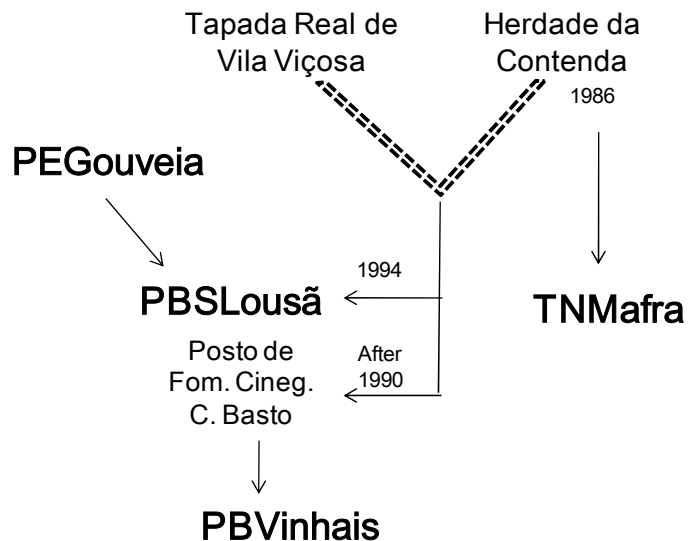 Tapada Real de
Vila Viçosa
Herdade da
Contenda
1986
PEGouveia
1994
PBSLousã
TNMafra
Posto de
Fom. Cineg.
C. Basto
After
1990
PBVinhais